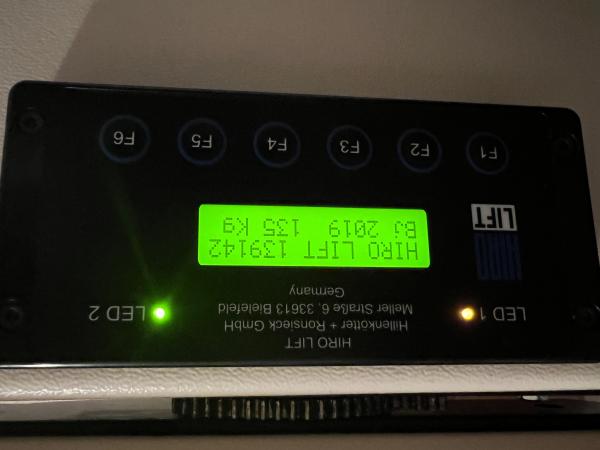 HIRO LIFT
Hillenkötter + Ronsieck GmbH
Meller Straße 6, 33613 Bielefeld
Germany
LED 1
LED 2
HIRO
LIFT
HIRO LIFT 139142
BJ 2019 135 Kg
F1 F2 F3 F4 F5 F6